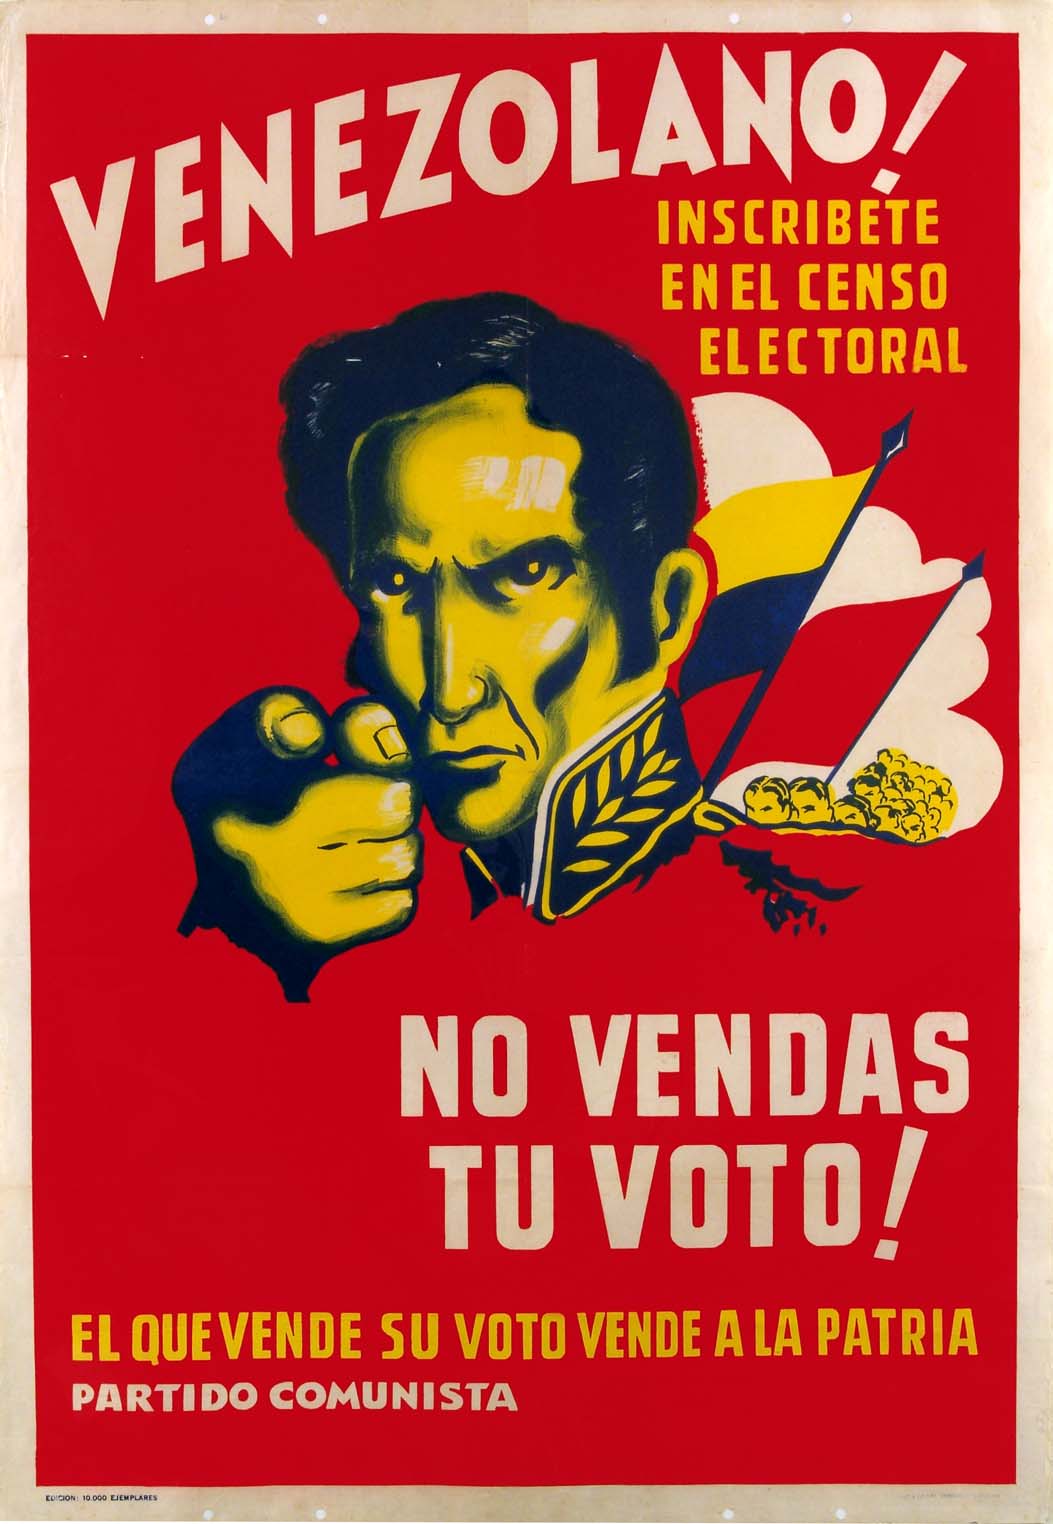 VENEZOLANO!
INSCRIBETE
EN EL CENSO
ELECTORAL
NO VENDAS
TU VOTO!
EL QUE VENDE SU VOTO VENDE A LA PATRIA
PARTIDO COMUNISTA
EDICION: 10.000 EJEMPLARES